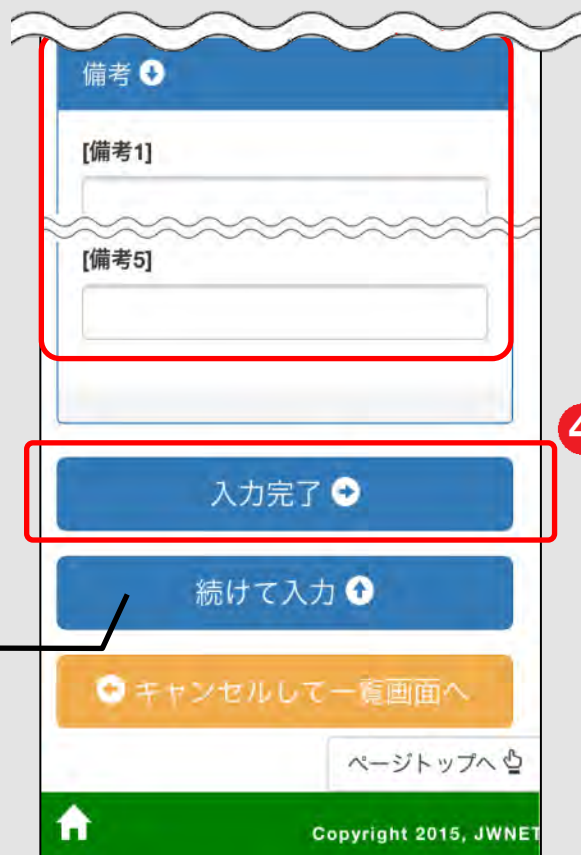 備考
[備考1]
[備考5]
4
入力完了
続けて入力
キャンセルして一覧画面へ
ページトップへ
Copyright 2015, JWNET